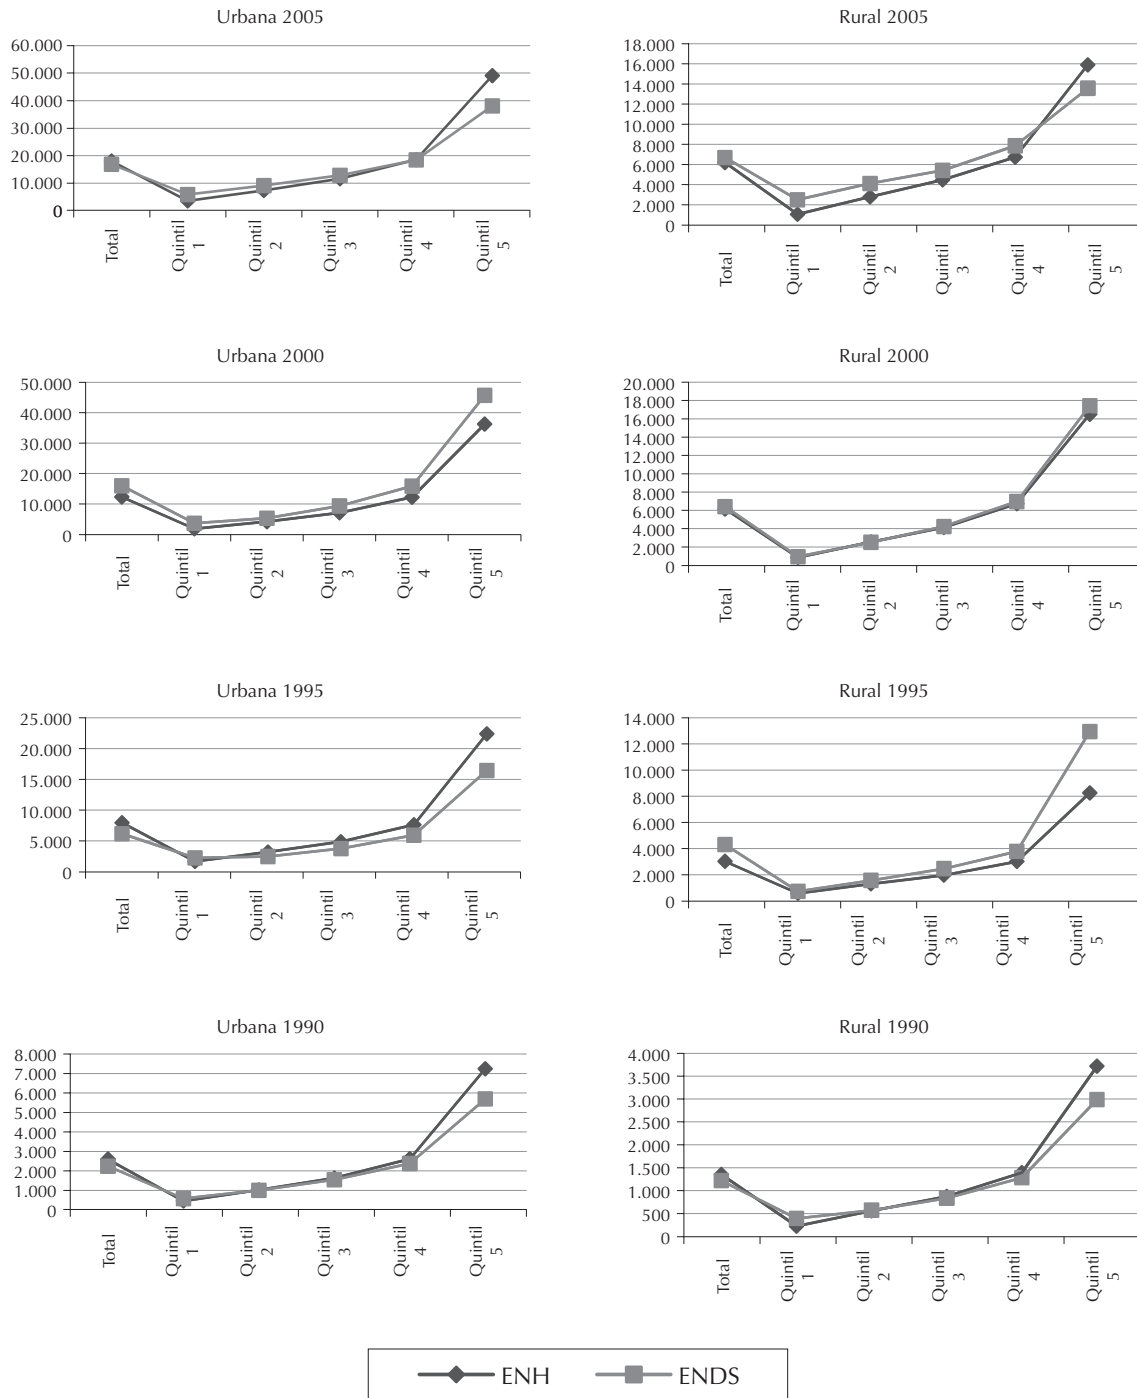 Urbana 2005
60.000
50.000
40.000
30.000
20.000
10.000
0
Total
Quintil 1
Quintil 2
Quintil 3
Quintil 4
Quintil 5
Rural 2005
18.000
16.000
14.000
12.000
10.000
8.000
6.000
4.000
2.000
0
Total
Quintil 1
Quintil 2
Quintil 3
Quintil 4
Quintil 5
Urbana 2000
50.000
40.000
30.000
20.000
10.000
0
Total
Quintil 1
Quintil 2
Quintil 3
Quintil 4
Quintil 5
Rural 2000
20.000
18.000
16.000
14.000
12.000
10.000
8.000
6.000
4.000
2.000
0
Total
Quintil 1
Quintil 2
Quintil 3
Quintil 4
Quintil 5
Urbana 1995
25.000
20.000
15.000
10.000
5.000
0
Total
Quintil 1
Quintil 2
Quintil 3
Quintil 4
Quintil 5
Rural 1995
14.000
12.000
10.000
8.000
6.000
4.000
2.000
0
Total
Quintil 1
Quintil 2
Quintil 3
Quintil 4
Quintil 5
Urbana 1990
8.000
7.000
6.000
5.000
4.000
3.000
2.000
1.000
0
Total
Quintil 1
Quintil 2
Quintil 3
Quintil 4
Quintil 5
Rural 1990
4.000
3.500
3.000
2.500
2.000
1.500
1.000
500
0
Total
Quintil 1
Quintil 2
Quintil 3
Quintil 4
Quintil 5
ENH
ENDS